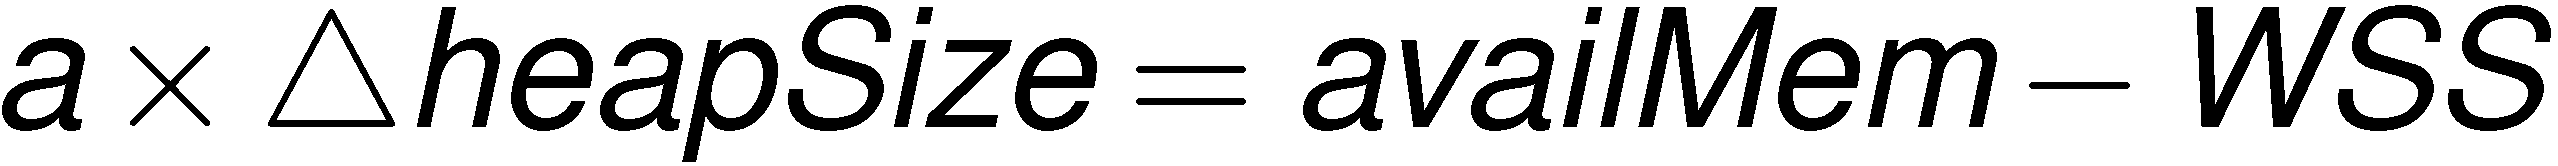 a × △heapSize = availMem − WSS